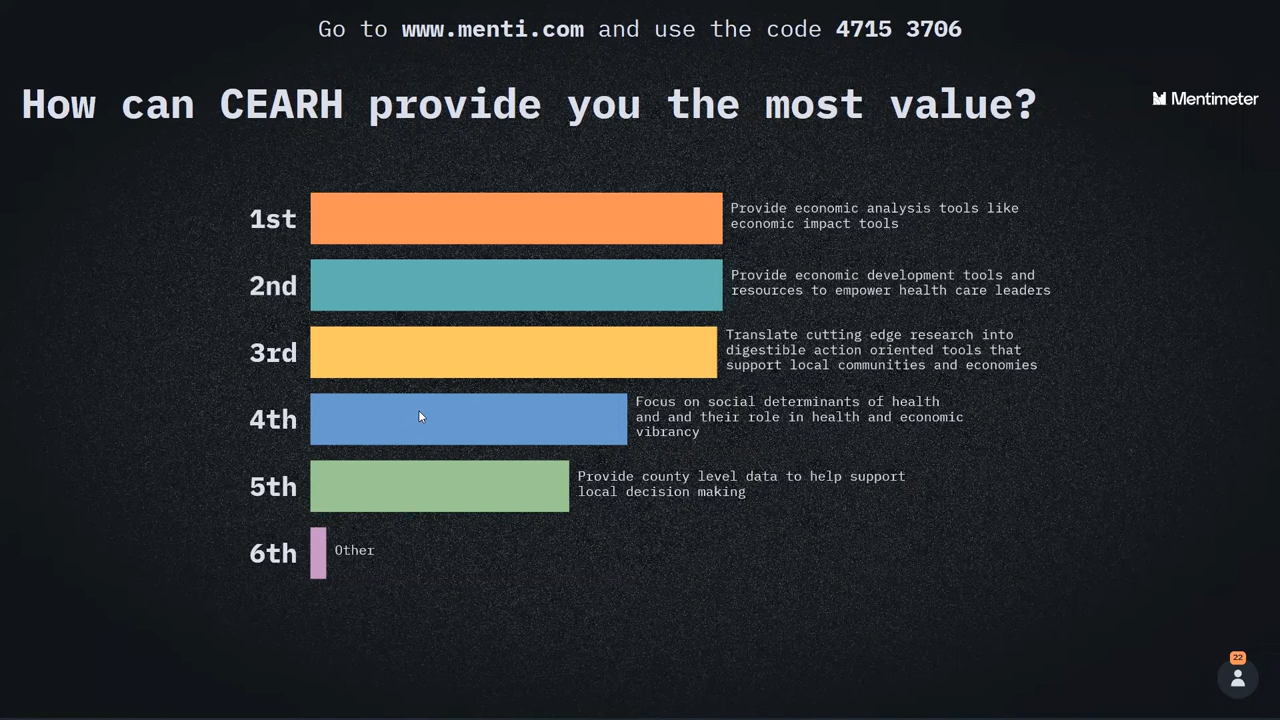 Go to www.menti.com and use the code 4715 3706
How can CEARH provide you the most value?
Mentimeter
1st
Provide economic analysis tools like
economic impact tools
2nd
Provide economic development tools and
resources to empower health care leaders
3rd
Translate cutting edge research into
digestible action oriented tools that
support local communities and economies
4th
Focus on social determinants of health
and and their role in health and economic
vibrancy
5th
Provide county level data to help support
local decision making
6th
Other
22